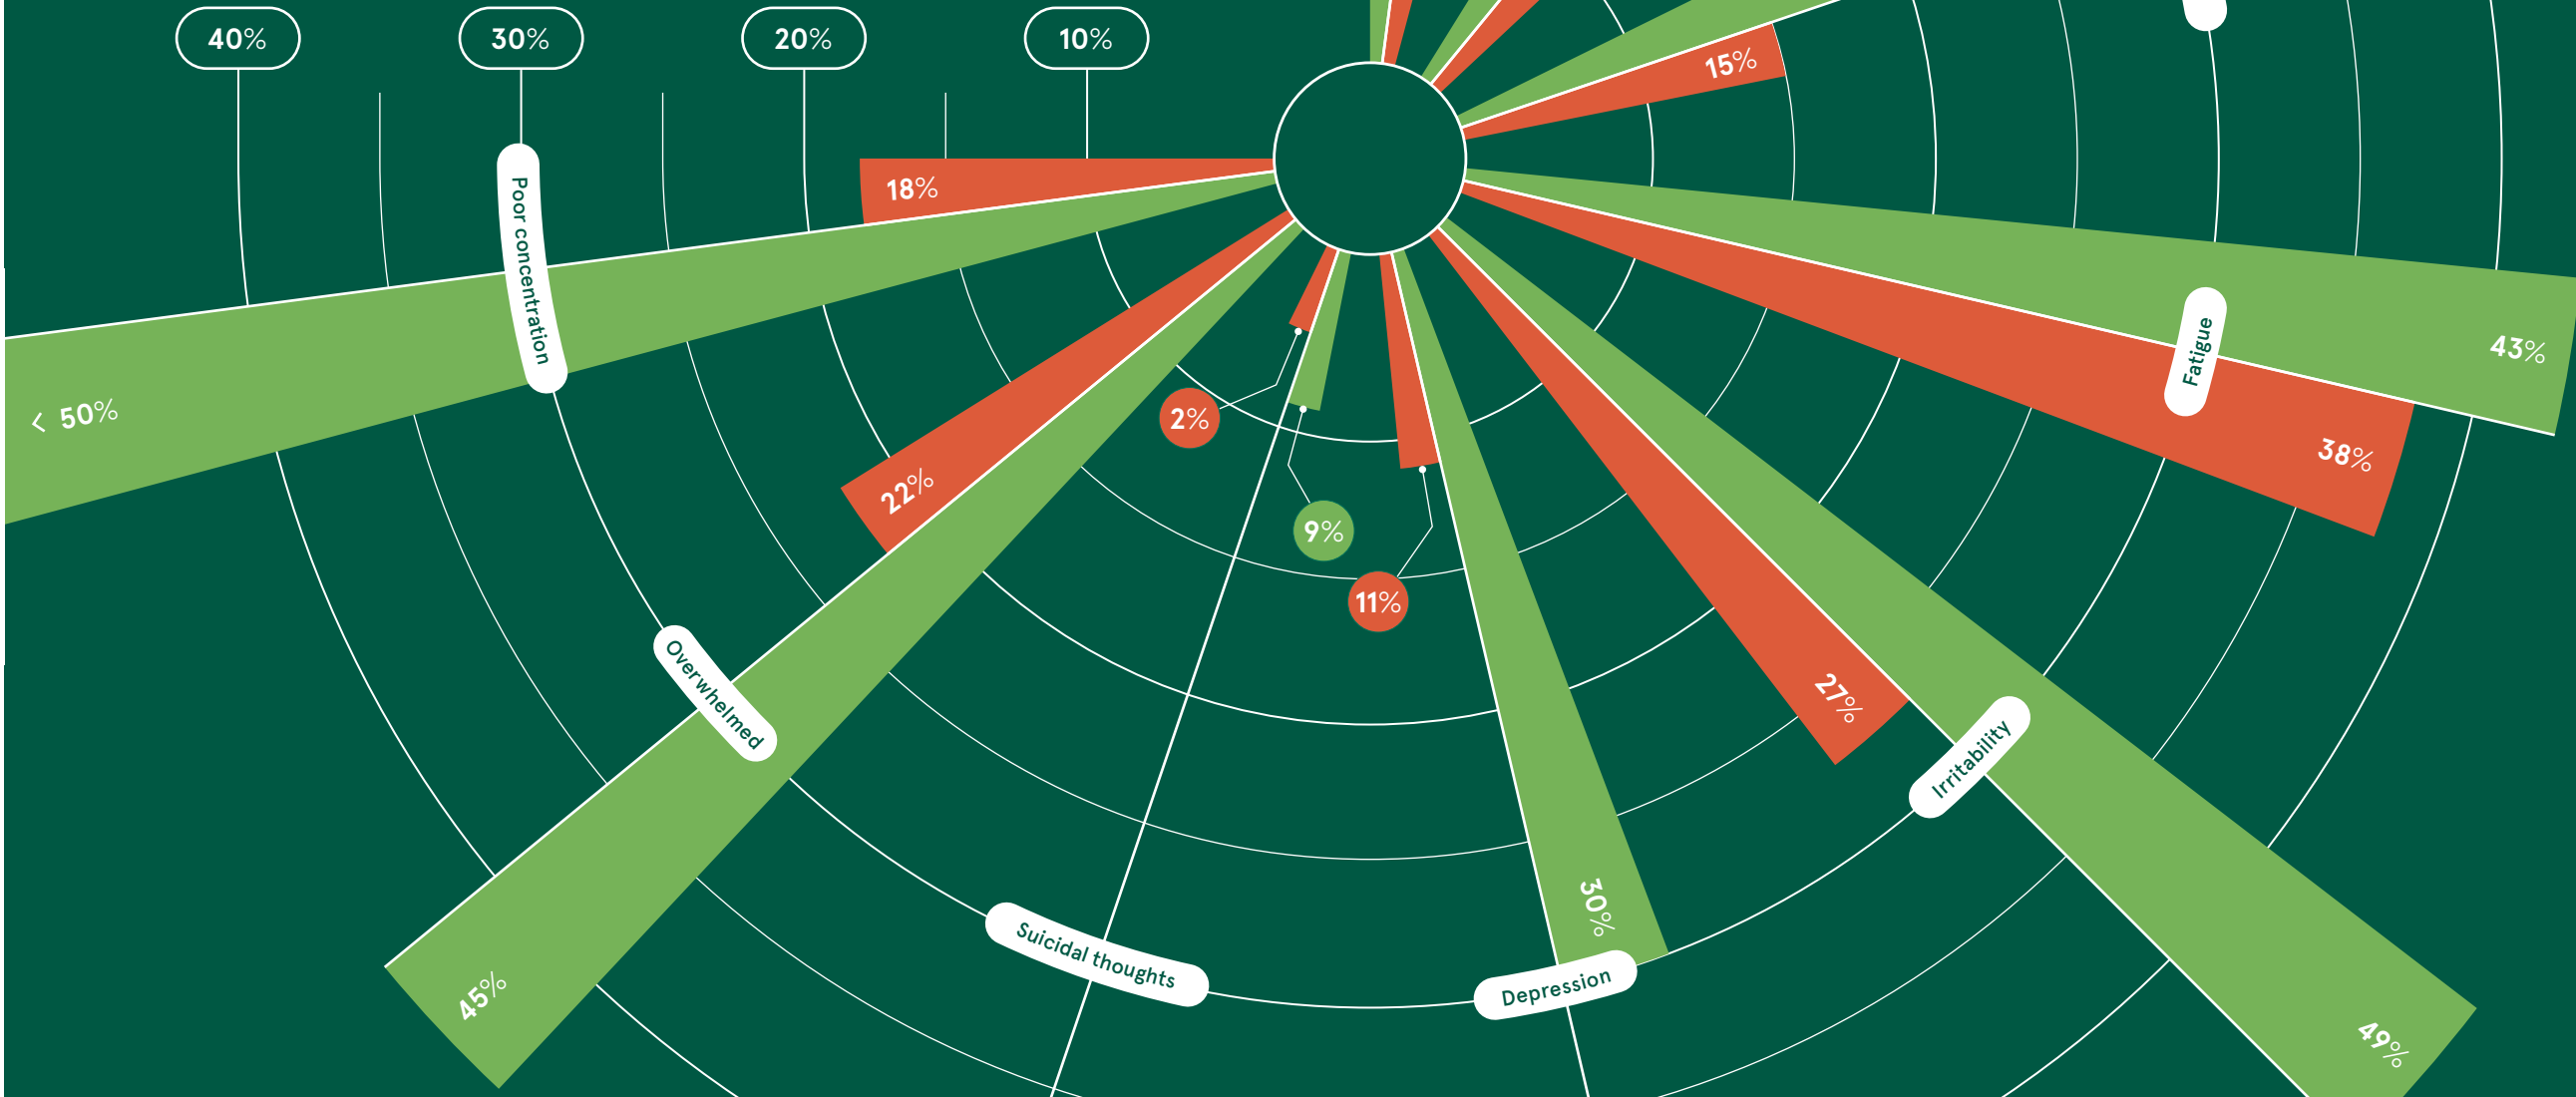 40%
30%
20%
10%
15%
18%
Poor concentration
< 50%
43%
Fatigue
38%
2%
22%
9%
11%
27%
Overwhelmed
Irritability
30%
Suicidal thoughts
Depression
45%
49%